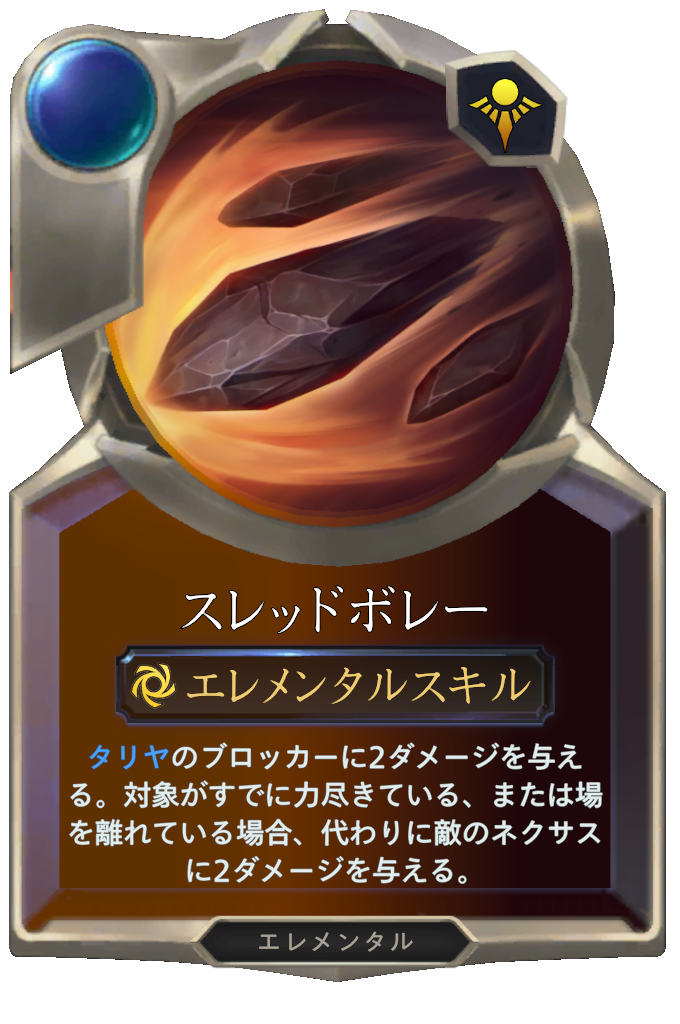 スレッドボレー
エレメンタルスキル
タリヤのブロッカーに2ダメージを与え
る。対象がすでに力尽きている、または場
を離れている場合、代わりに敵のネクサス
に2ダメージを与える。
エレメンタル